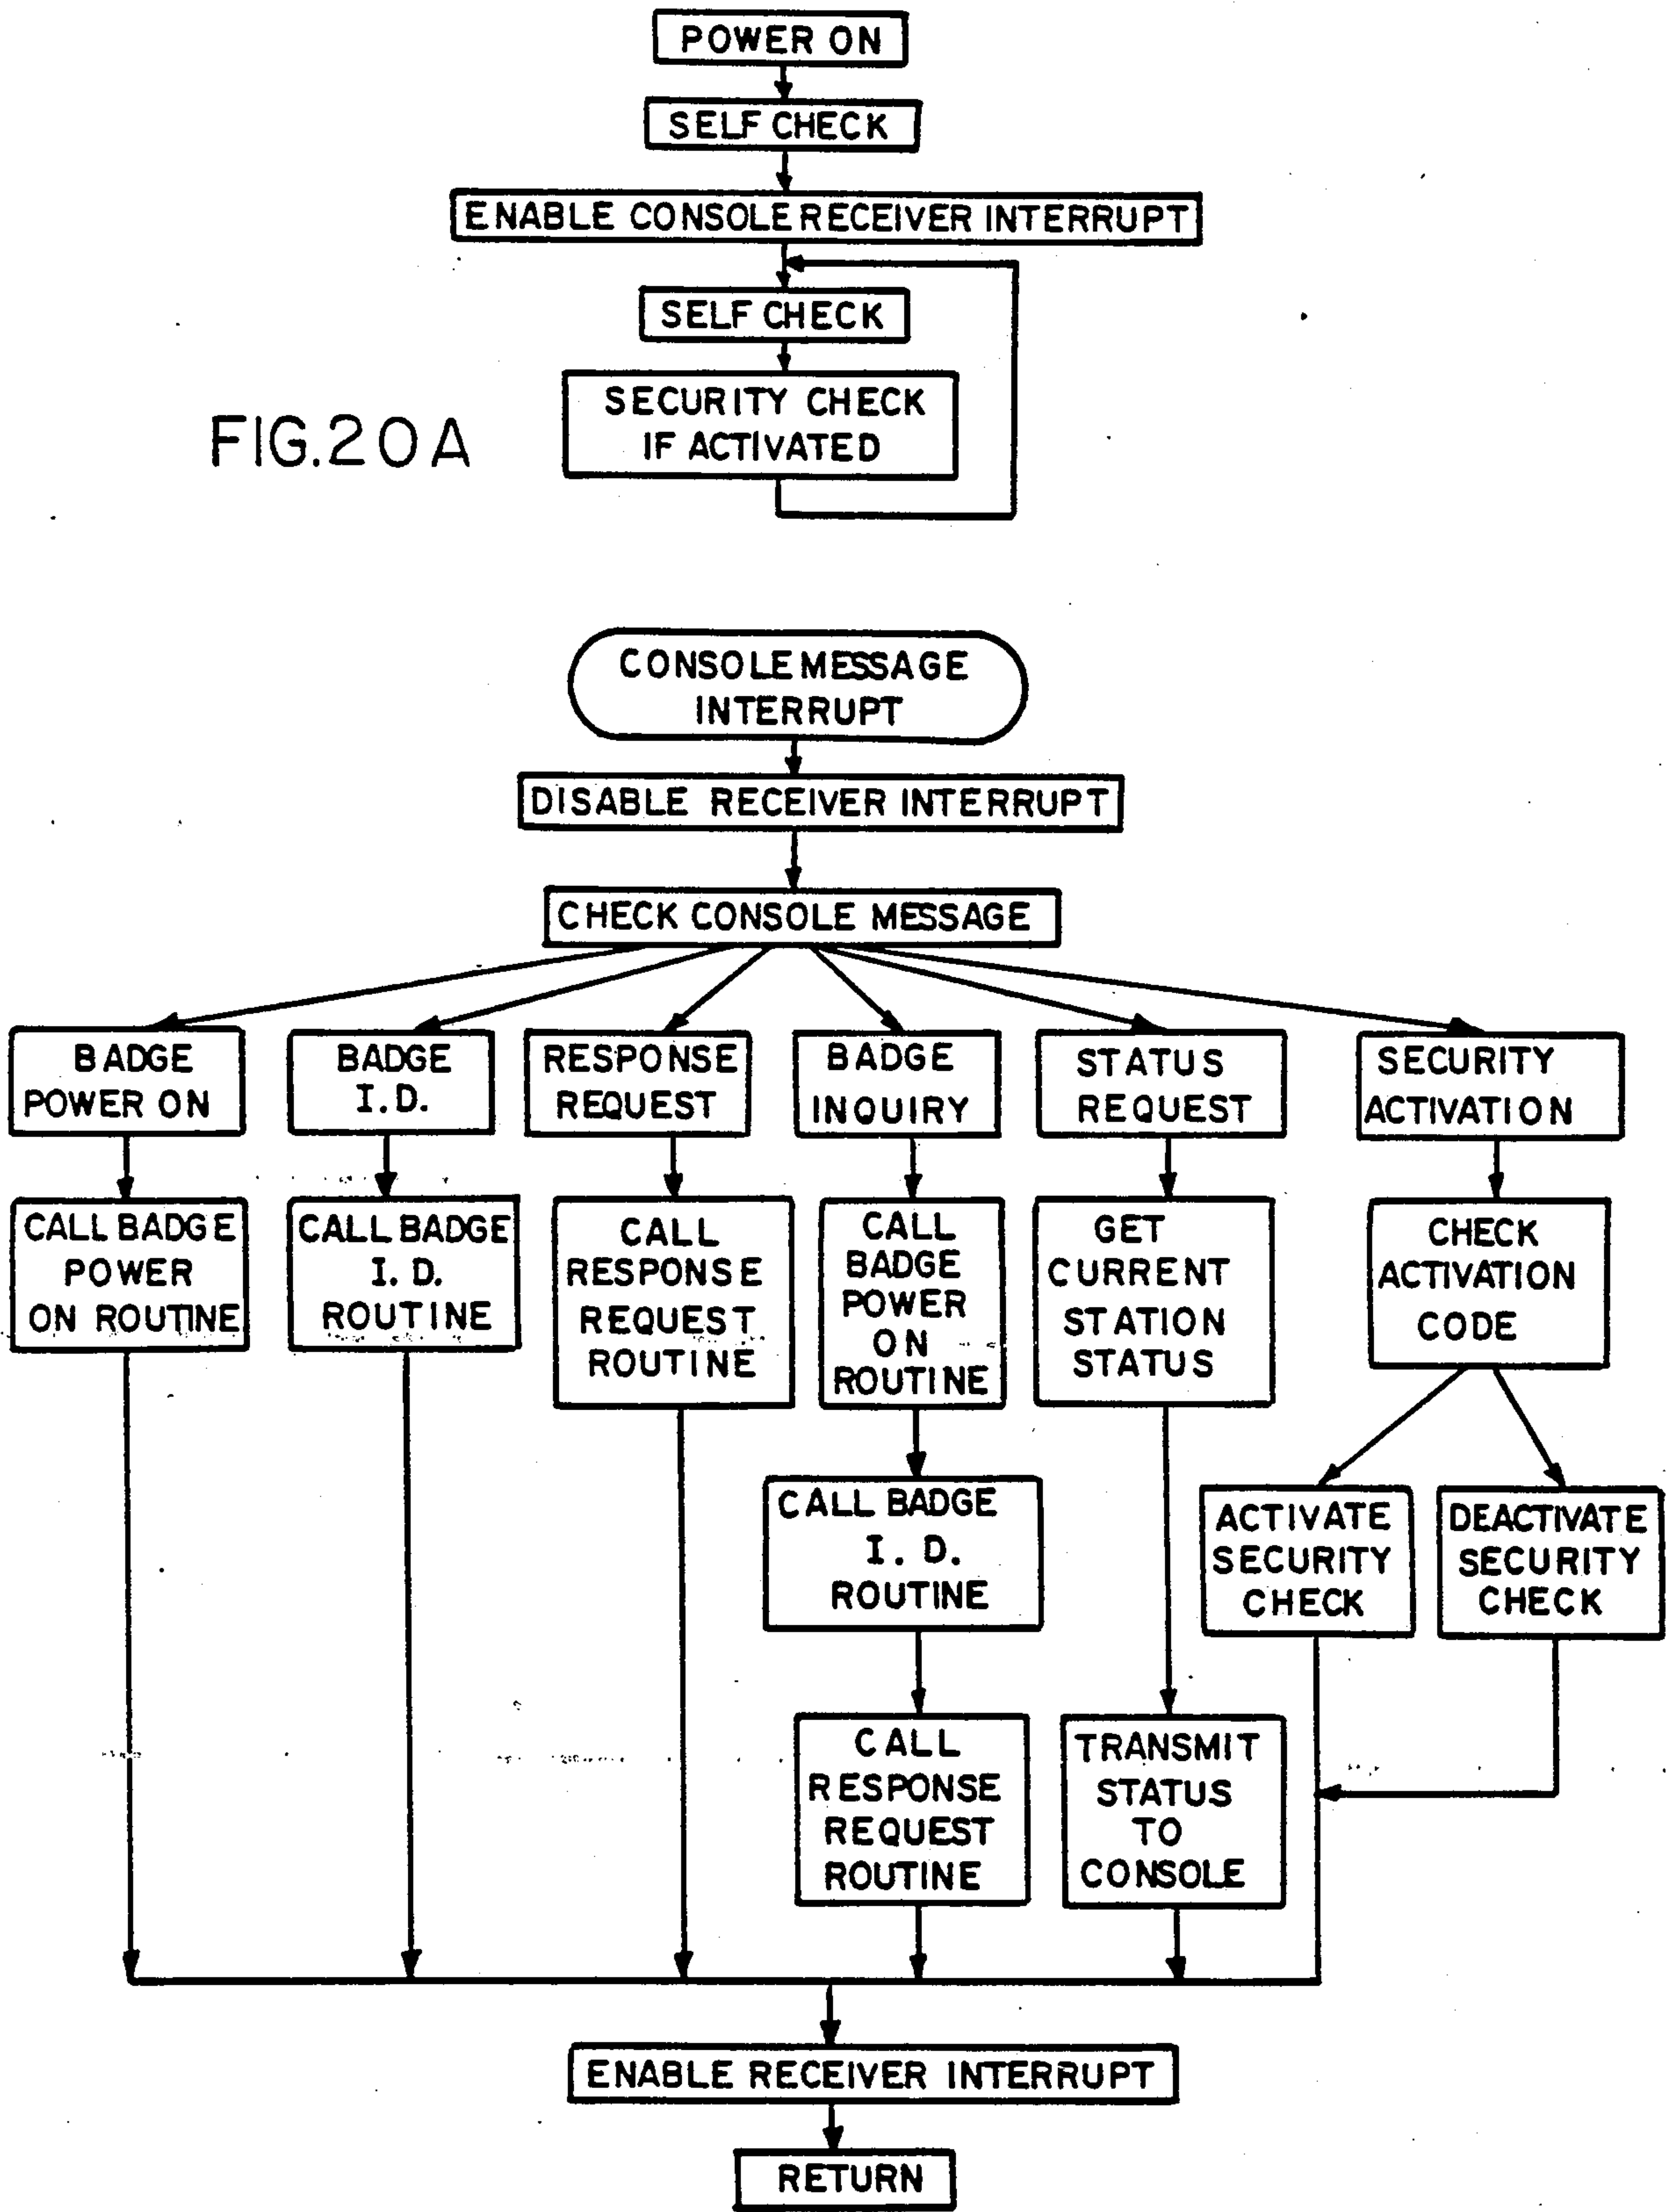 POWER ON
SELF CHECK
ENABLE CONSOLE RECEIVER INTERRUPT
SELF CHECK
SECURITY CHECK
IF ACTIVATED
FIG.20A
CONSOLE MESSAGE
INTERRUPT
DISABLE RECEIVER INTERRUPT
CHECK CONSOLE MESSAGE
BADGE
POWER ON
BADGE
I.D.
RESPONSE
REQUEST
BADGE
INQUIRY
STATUS
REQUEST
SECURITY
ACTIVATION
CALL BADGE
POWER
ON ROUTINE
CALL BADGE
I. D.
ROUTINE
CALL
RESPONSE
REQUEST
ROUTINE
CALL
BADGE
POWER
ON
ROUTINE
GET
CURRENT
STATION
STATUS
CHECK
ACTIVATION
CODE
CALL BADGE
I. D.
ROUTINE
ACTIVATE
SECURITY
CHECK
DEACTIVATE
SECURITY
CHECK
CALL
RESPONSE
REQUEST
ROUTINE
TRANSMIT
STATUS
TO
CONSOLE
ENABLE RECEIVER INTERRUPT
RETURN